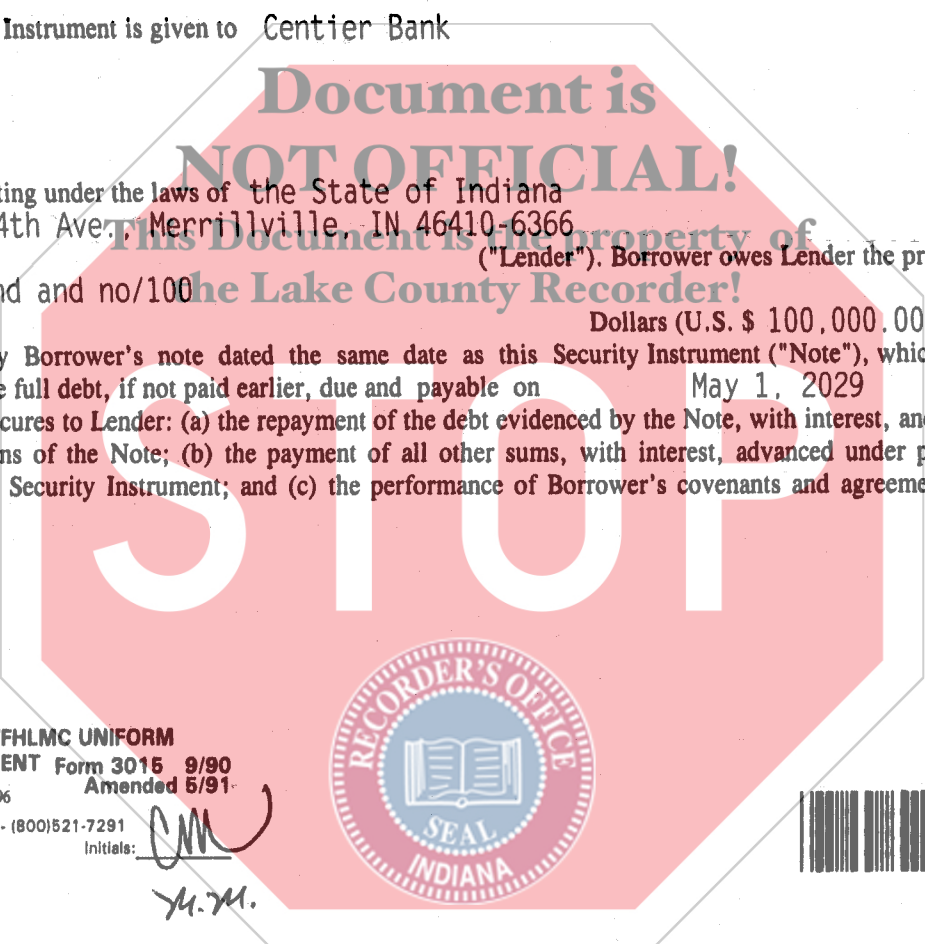 Instrument is given to Centier Bank
Document is
NOT OFFICIAL!
ting under the laws of the State of Indiana
4th Ave., Merrillville, IN 46410-6366
This Document is the property of
("Lender"). Borrower owes Lender the pr
nd and no/100
the Lake County Recorder!
Dollars (U.S. $ 100,000.00
y Borrower's note dated the same date as this Security Instrument ("Note"), whic
e full debt, if not paid earlier, due and payable on May 1, 2029
cures to Lender: (a) the repayment of the debt evidenced by the Note, with interest, an
ns of the Note; (b) the payment of all other sums, with interest, advanced under p
Security Instrument; and (c) the performance of Borrower's covenants and agreeme
STOP
RECORDER'S OFFICE
SEAL
INDIANA
FHLMC UNIFORM
ENT Form 3015 9/90
Amended 5/91
96
- (800)521-7291
Initials: CM
M.M.